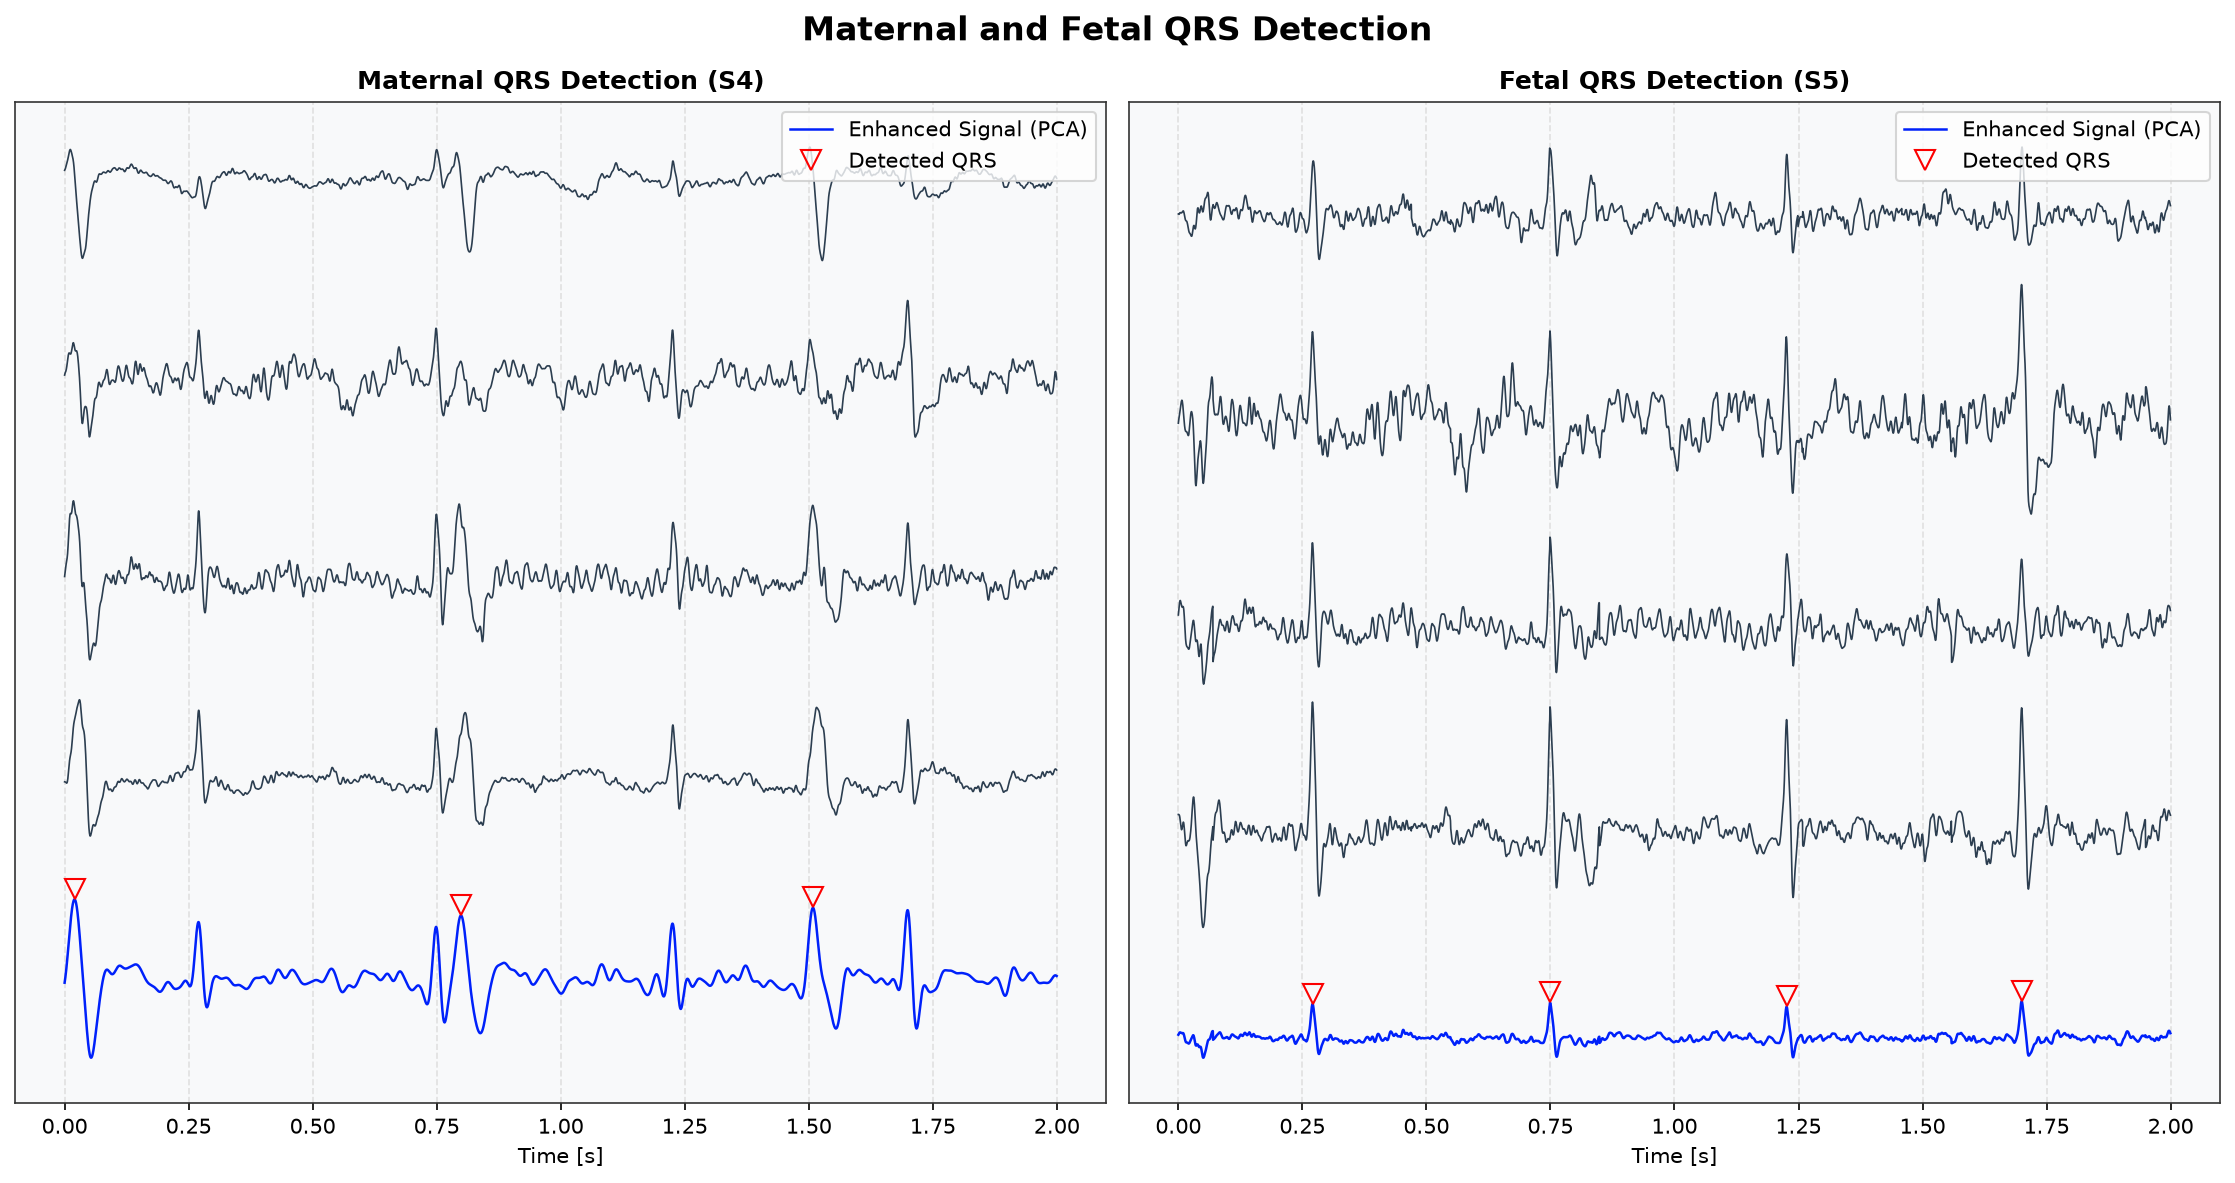 Maternal and Fetal QRS Detection
Maternal QRS Detection (S4)
Enhanced Signal (PCA)
Detected QRS
0.00 0.25 0.50 0.75 1.00 1.25 1.50 1.75 2.00
Time [s]
Fetal QRS Detection (S5)
Enhanced Signal (PCA)
Detected QRS
0.00 0.25 0.50 0.75 1.00 1.25 1.50 1.75 2.00
Time [s]